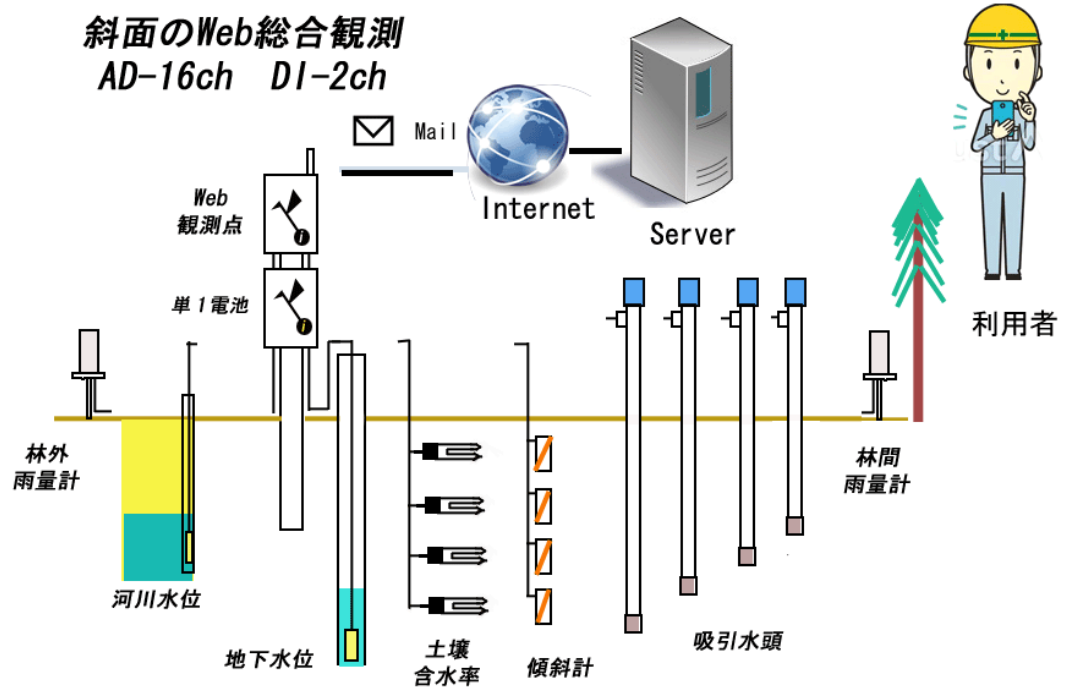 斜面のWeb総合観測
AD-16ch DI-2ch
Mail
Internet
Server
Web
観測点
単1電池
利用者
林外
雨量計
林間
雨量計
河川水位
地下水位
土壌
含水率
傾斜計
吸引水頭